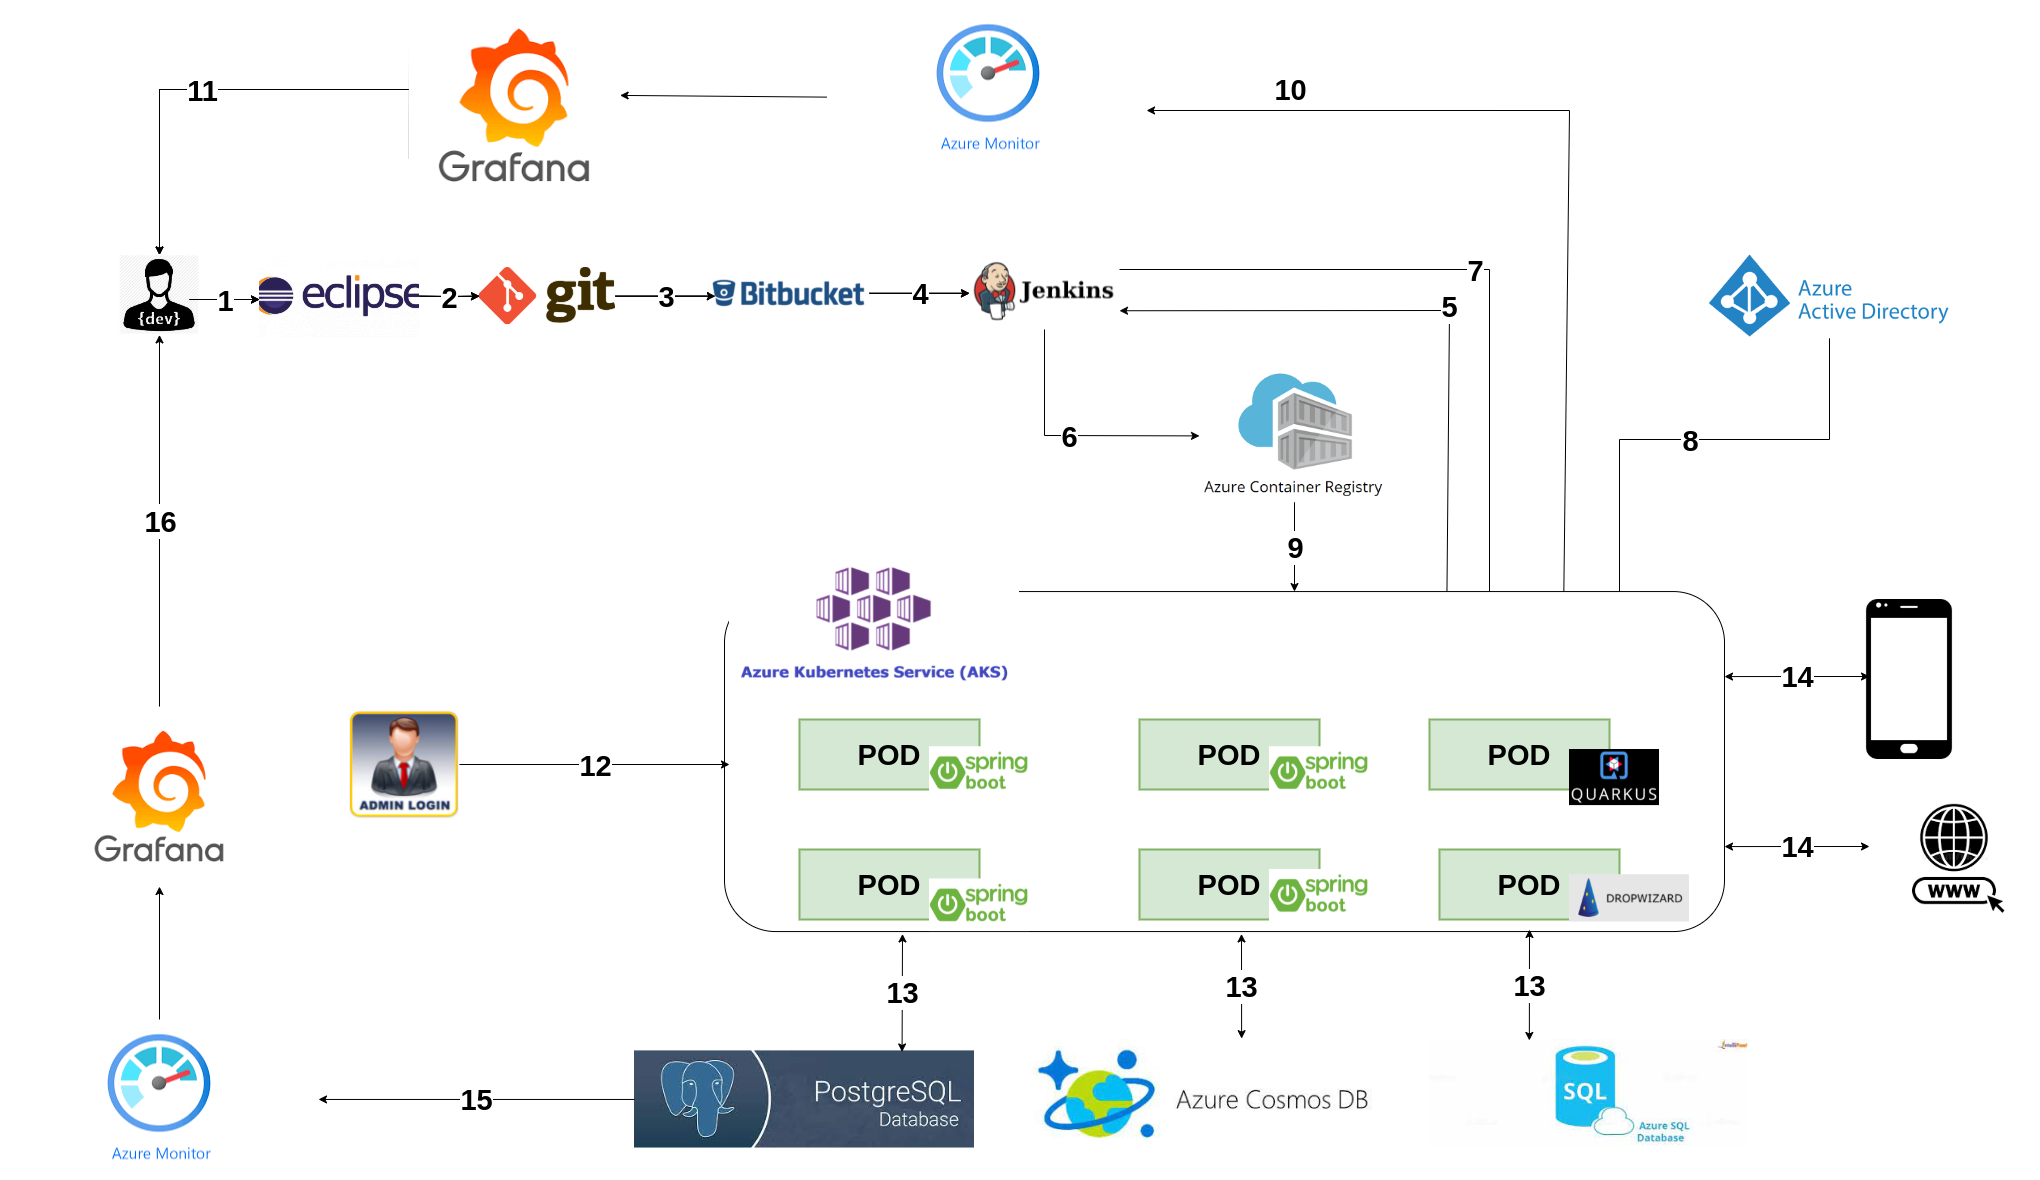 11
10
Azure Monitor
Grafana
7
5
{dev}
1
eclipse
2
git
3
Bitbucket
4
Jenkins
Azure
Active Directory
6
8
Azure Container Registry
16
9
Azure Kubernetes Service (AKS)
14
12
ADMIN LOGIN
POD
spring
boot
POD
spring
boot
POD
QUARKUS
Grafana
14
www
POD
spring
boot
POD
spring
boot
POD
DROPWIZARD
13
13
13
PostgreSQL
Database
Azure Cosmos DB
SQL
Azure SQL
Database
15
Azure Monitor